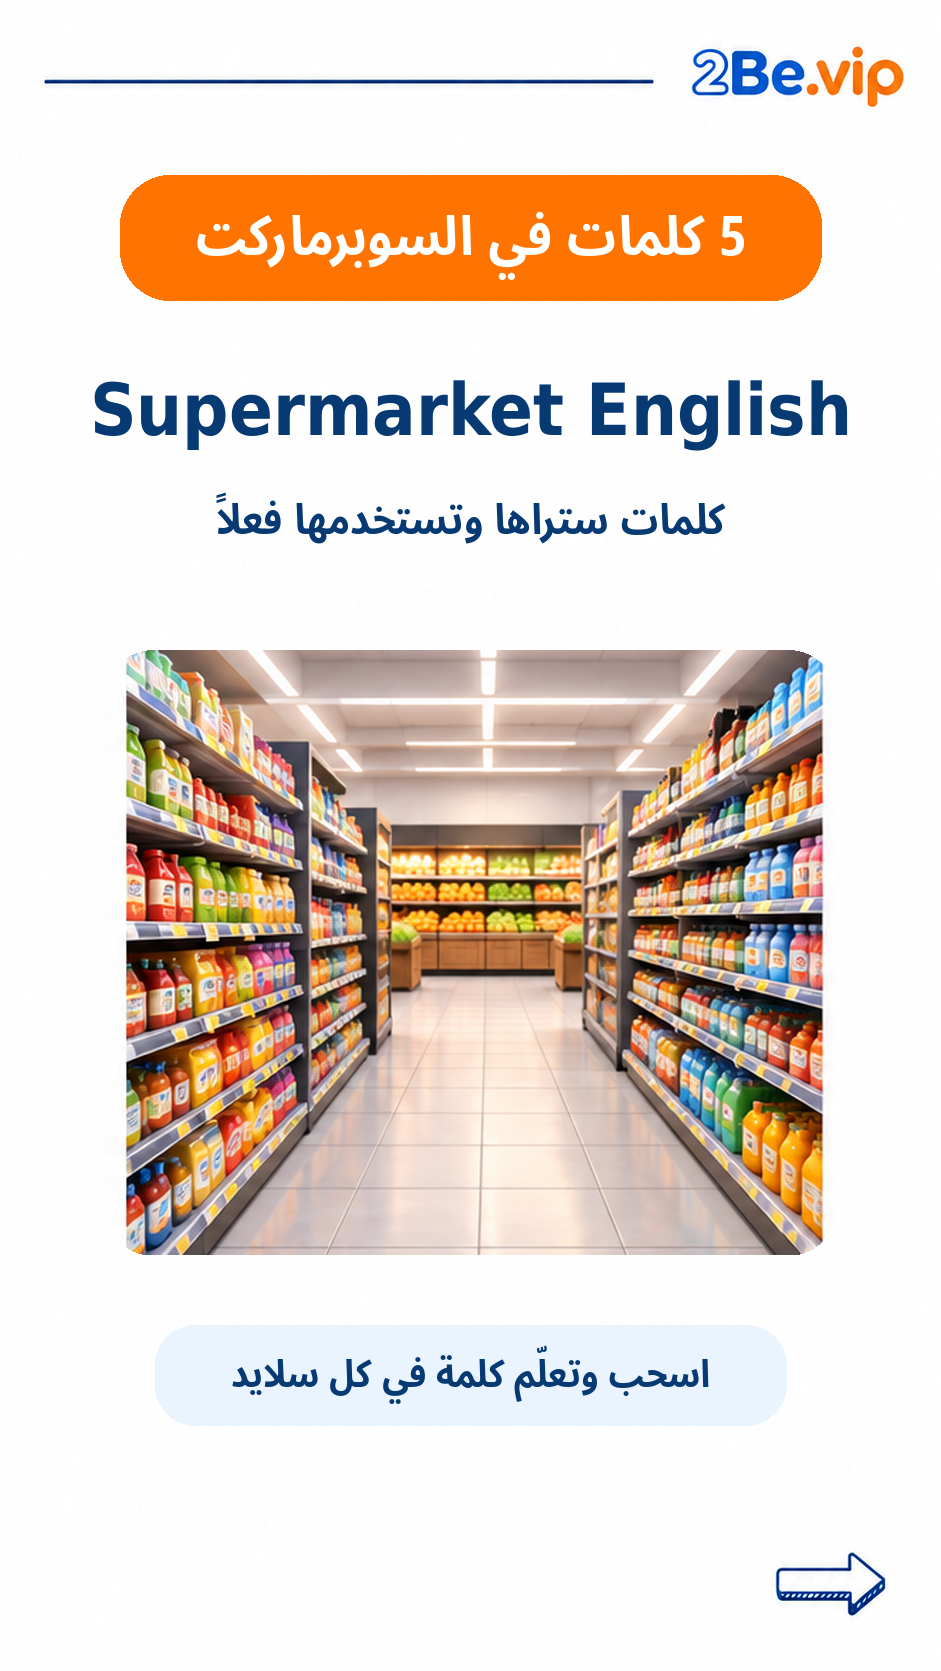 2Be.vip
5 كلمات في السوبرماركت
Supermarket English
كلمات ستراها وتستخدمها فعلاً
اسحب وتعلّم كلمة في كل سلايد